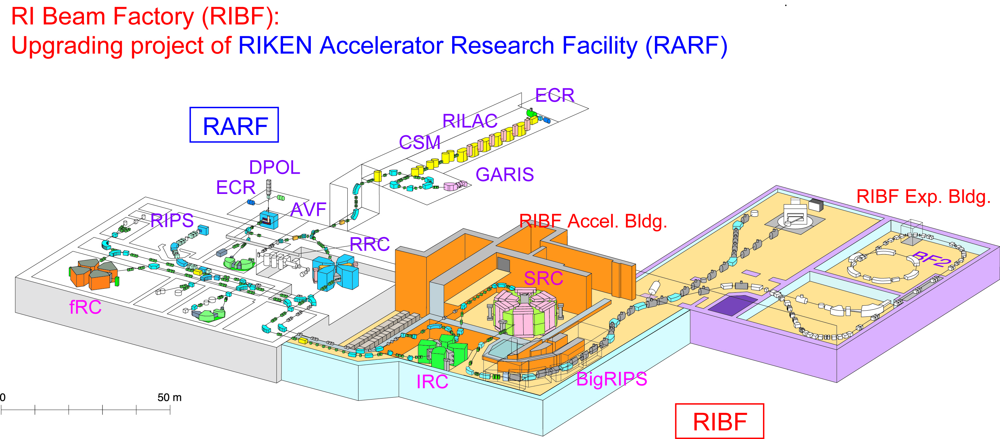 RI Beam Factory (RIBF):
Upgrading project of RIKEN Accelerator Research Facility (RARF)
ECR
RILAC
RARF
CSM
DPOL
GARIS
ECR
RIBF Exp. Bldg.
AVF
RIPS
RIBF Accel. Bldg.
RRC
BF2
SRC
fRC
IRC
BigRIPS
0
50 m
RIBF